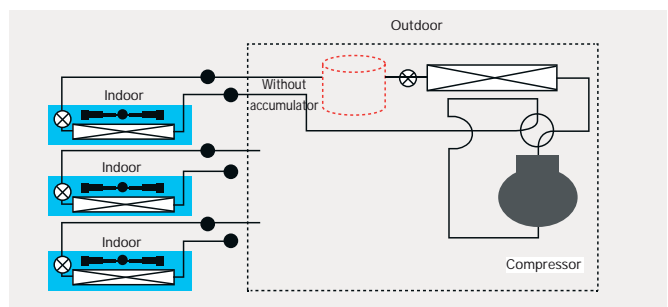 Outdoor
Without
accumulator
Indoor
Indoor
Indoor
Compressor